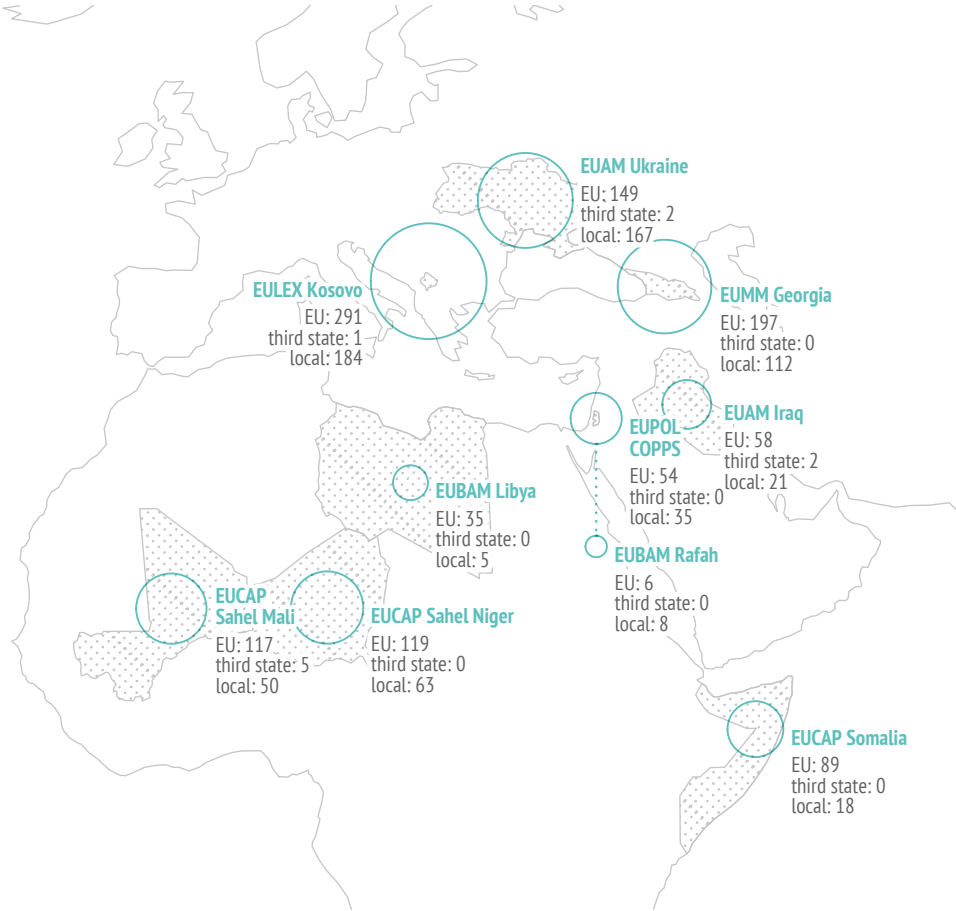 EUAM Ukraine
EU: 149
third state: 2
local: 167
EULEX Kosovo
EU: 291
third state: 1
local: 184
EUMM Georgia
EU: 197
third state: 0
local: 112
EUAM Iraq
EU: 58
third state: 2
local: 21
EUPOL
COPPS
EU: 54
third state: 0
local: 35
EUBAM Libya
EU: 35
third state: 0
local: 5
EUBAM Rafah
EU: 6
third state: 0
local: 8
EUCAP
Sahel Mali
EU: 117
third state: 5
local: 50
EUCAP Sahel Niger
EU: 119
third state: 0
local: 63
EUCAP Somalia
EU: 89
third state: 0
local: 18